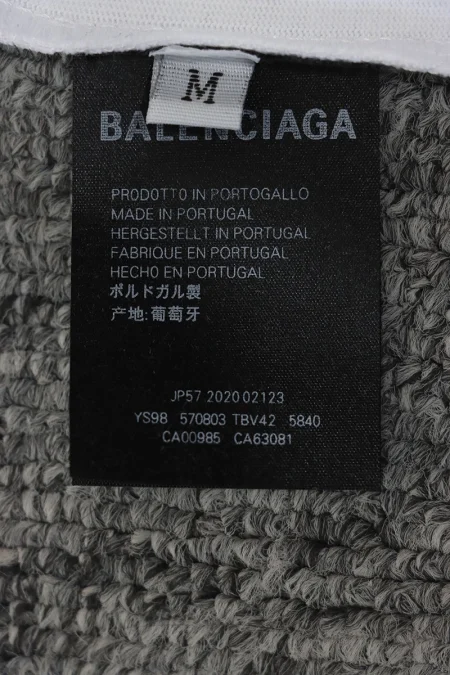 M
BALENCIAGA
PRODOTTO IN PORTOGALLO
MADE IN PORTUGAL
HERGESTELLT IN PORTUGAL
FABRIQUE EN PORTUGAL
HECHO EN PORTUGAL
ポルトガル製
产地:葡萄牙
JP57 2020 02123
YS98 570803 TBV42 5840
CA00985 CA63081